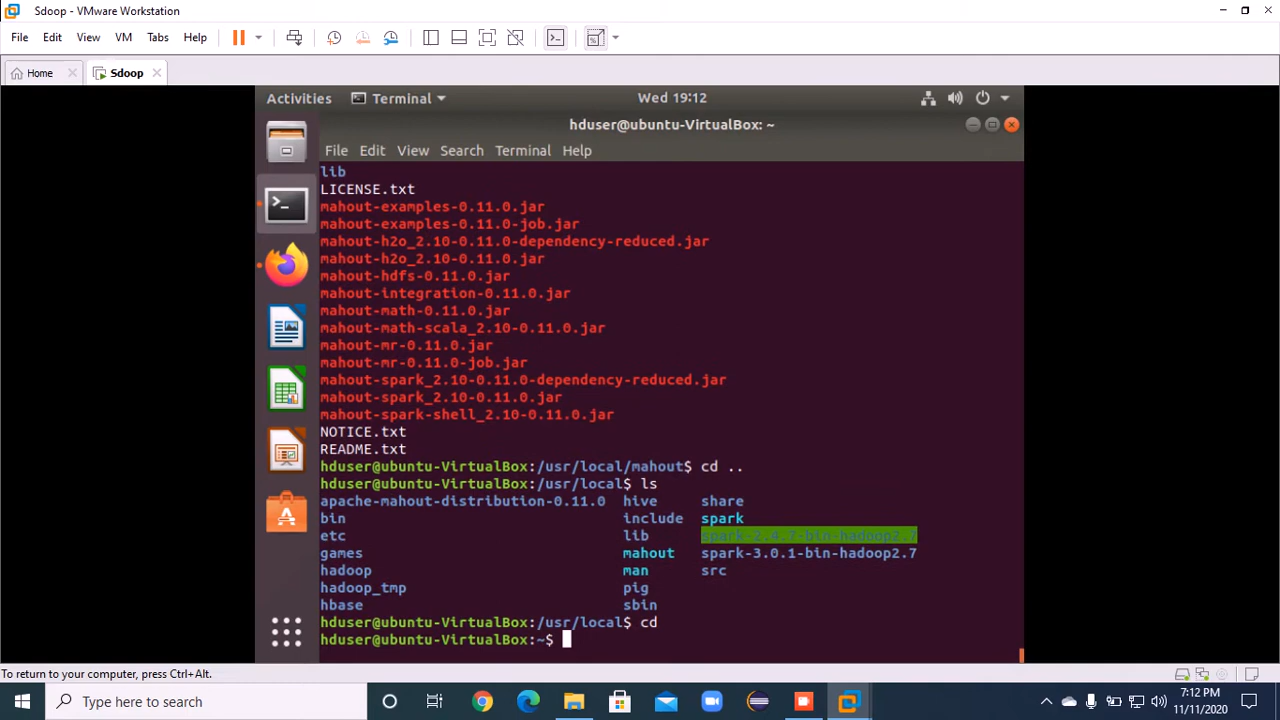 Sdoop - VMware Workstation
File Edit View VM Tabs Help
Home Sdoop
Activities Terminal Wed 19:12
hduser@ubuntu-VirtualBox: ~
File Edit View Search Terminal Help
lib
LICENSE.txt
mahout-examples-0.11.0.jar
mahout-examples-0.11.0-job.jar
mahout-h2o_2.10-0.11.0-dependency-reduced.jar
mahout-h2o_2.10-0.11.0.jar
mahout-hdfs-0.11.0.jar
mahout-integration-0.11.0.jar
mahout-math-0.11.0.jar
mahout-math-scala_2.10-0.11.0.jar
mahout-mr-0.11.0.jar
mahout-mr-0.11.0-job.jar
mahout-spark_2.10-0.11.0-dependency-reduced.jar
mahout-spark_2.10-0.11.0.jar
mahout-spark-shell_2.10-0.11.0.jar
NOTICE.txt
README.txt
hduser@ubuntu-VirtualBox:/usr/local/mahout$ cd ..
hduser@ubuntu-VirtualBox:/usr/local$ ls
apache-mahout-distribution-0.11.0 hive share
bin include spark
etc lib spark-2.4.7-bin-hadoop2.7
games mahout spark-3.0.1-bin-hadoop2.7
hadoop man src
hadoop_tmp pig
hbase sbin
hduser@ubuntu-VirtualBox:/usr/local$ cd
hduser@ubuntu-VirtualBox:~$
To return to your computer, press Ctrl+Alt.
Type here to search
7:12 PM
11/11/2020